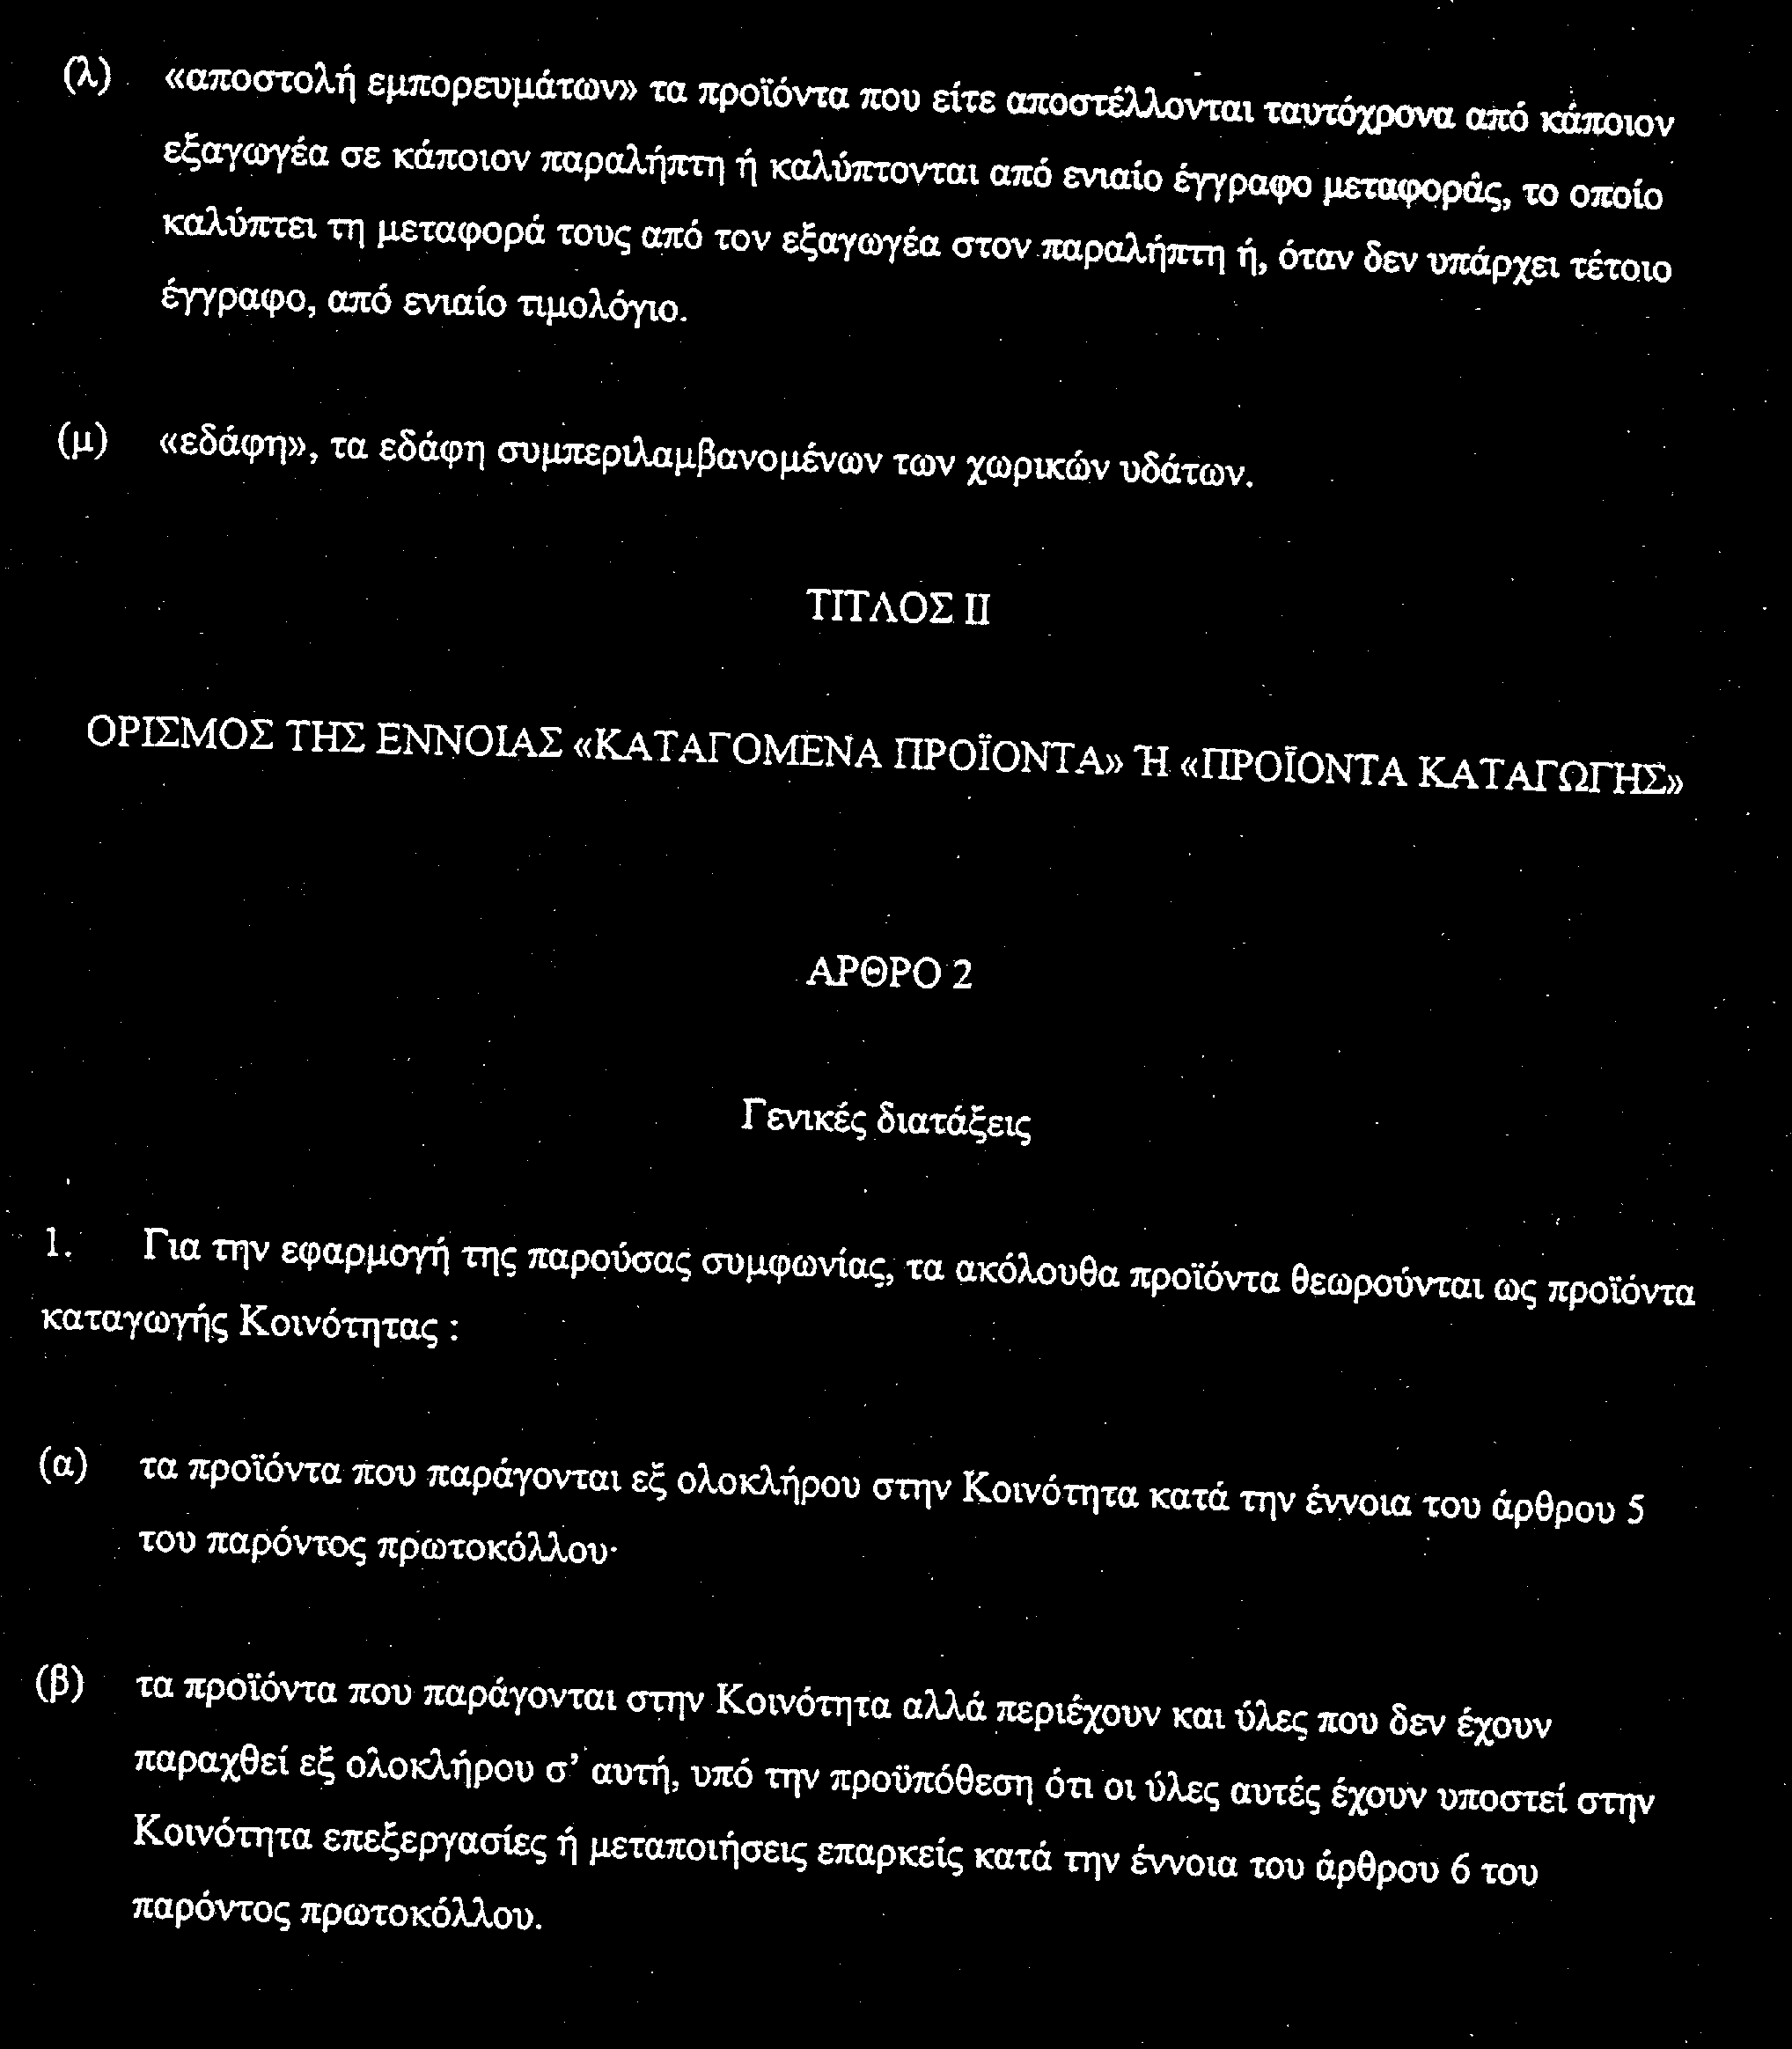 (λ) «αποστολή εμπορευμάτων» τα προϊόντα που είτε αποστέλλονται ταυτόχρονα από κάποιον
εξαγωγέα σε κάποιον παραλήπτη ή καλύπτονται από ενιαίο έγγραφο μεταφοράς, το οποίο
καλύπτει τη μεταφορά τους από τον εξαγωγέα στον παραλήπτη ή, όταν δεν υπάρχει τέτοιο
έγγραφο, από ενιαίο τιμολόγιο.
(μ) «εδάφη», τα εδάφη συμπεριλαμβανομένων των χωρικών υδάτων.
ΤΙΤΛΟΣ ΙΙ
ΟΡΙΣΜΟΣ ΤΗΣ ΕΝΝΟΙΑΣ «ΚΑΤΑΓΟΜΕΝΑ ΠΡΟΪΟΝΤΑ» Ή «ΠΡΟΪΟΝΤΑ ΚΑΤΑΓΩΓΗΣ»
ΑΡΘΡΟ 2
Γενικές διατάξεις
1. Για την εφαρμογή της παρούσας συμφωνίας, τα ακόλουθα προϊόντα θεωρούνται ως προϊόντα
καταγωγής Κοινότητας :
(α) τα προϊόντα που παράγονται εξ ολοκλήρου στην Κοινότητα κατά την έννοια του άρθρου 5
του παρόντος πρωτοκόλλου·
(β) τα προϊόντα που παράγονται στην Κοινότητα αλλά περιέχουν και ύλες που δεν έχουν
παραχθεί εξ ολοκλήρου σ’ αυτή, υπό την προϋπόθεση ότι οι ύλες αυτές έχουν υποστεί στην
Κοινότητα επεξεργασίες ή μεταποιήσεις επαρκείς κατά την έννοια του άρθρου 6 του
παρόντος πρωτοκόλλου.